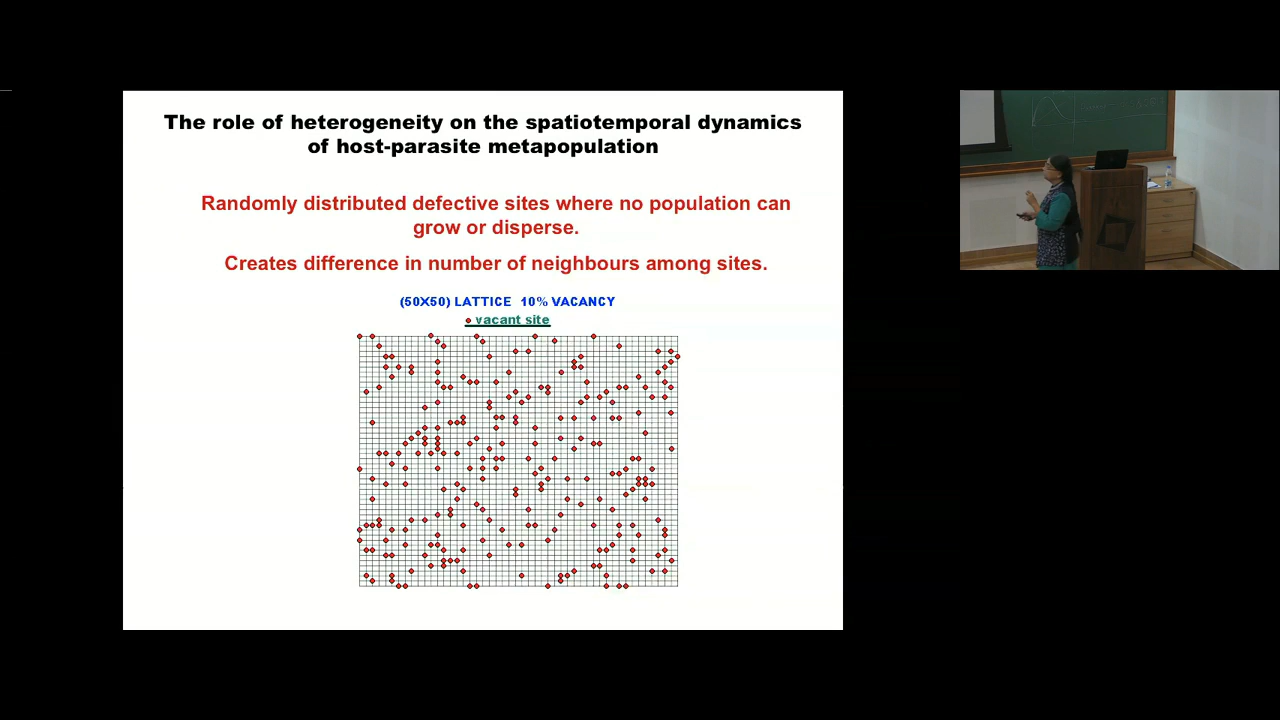 The role of heterogeneity on the spatiotemporal dynamics
of host-parasite metapopulation
Randomly distributed defective sites where no population can
grow or disperse.
Creates difference in number of neighbours among sites.
(50X50) LATTICE 10% VACANCY
vacant site